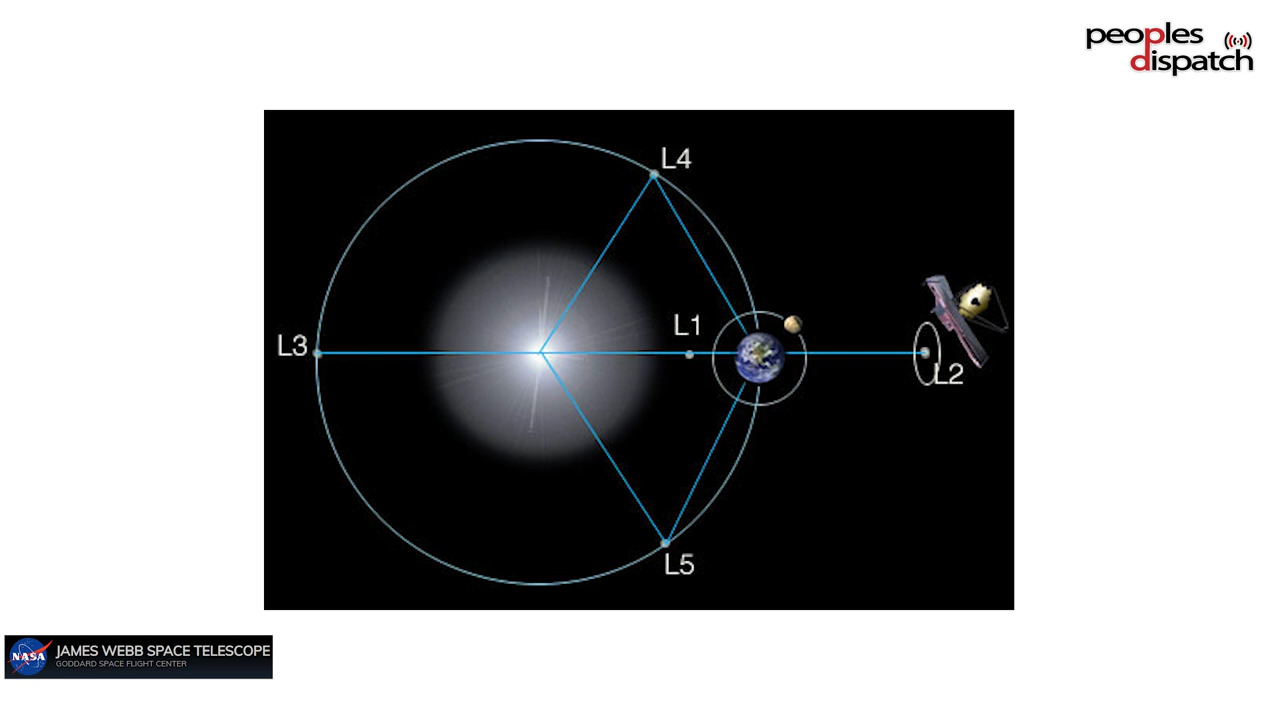 peoples
dispatch
L4
L1
L3
L2
L5
NASA
JAMES WEBB SPACE TELESCOPE
GODDARD SPACE FLIGHT CENTER